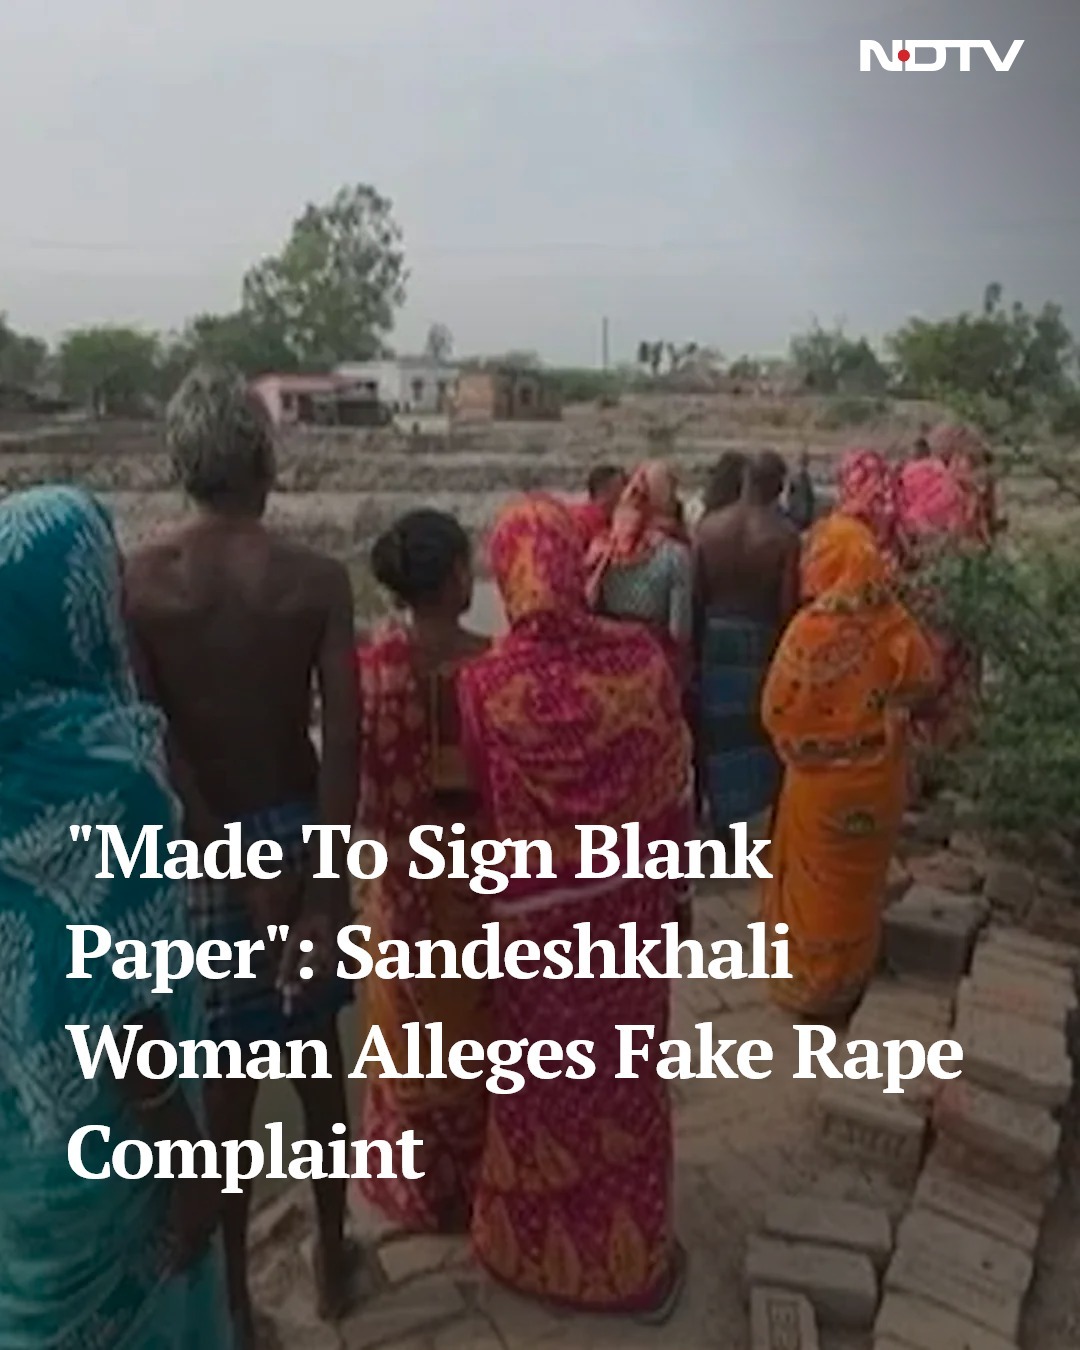 NDTV
"Made To Sign Blank
Paper": Sandeshkhali
Woman Alleges Fake Rape
Complaint